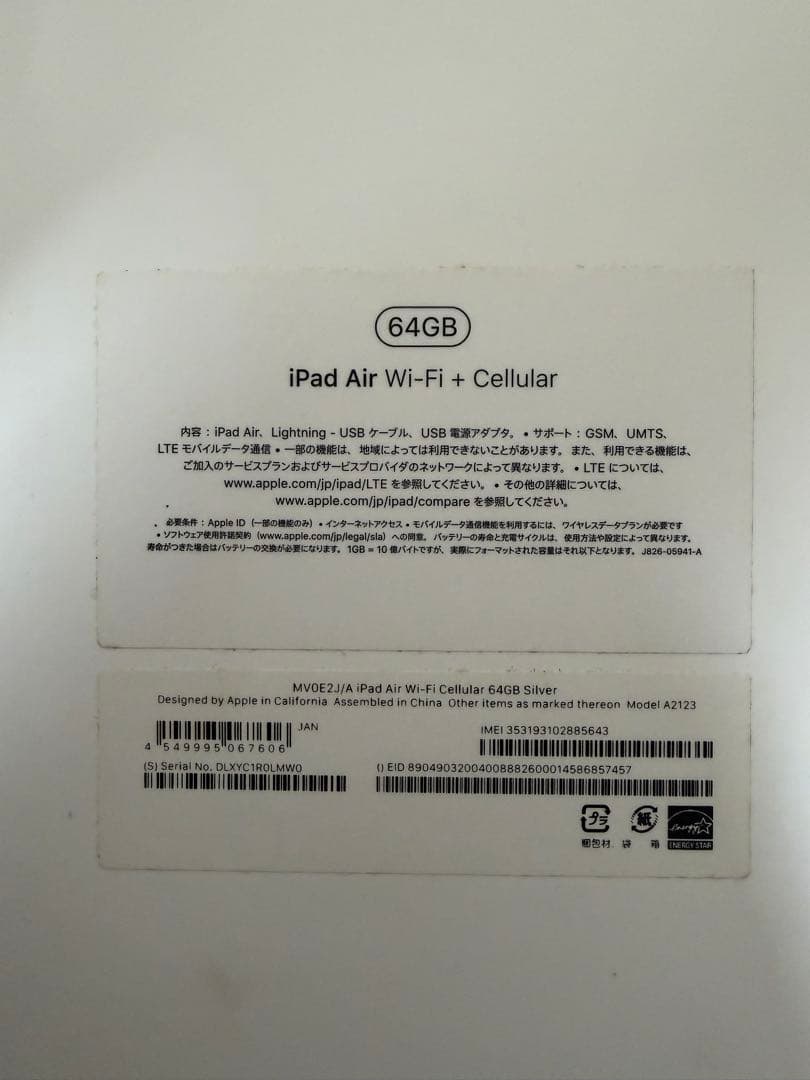 64GB
iPad Air Wi-Fi + Cellular
内容：iPad Air、Lightning - USB ケーブル、USB 電源アダプタ。• サポート：GSM、UMTS、
LTE モバイルデータ通信 • 一部の機能は、地域によっては利用できないことがあります。また、利用できる機能は、
ご加入のサービスプランおよびサービスプロバイダのネットワークによって異なります。• LTE については、
www.apple.com/jp/ipad/LTE を参照してください。• その他の詳細については、
www.apple.com/jp/ipad/compare を参照してください。
必要条件：Apple ID（一部の機能のみ）• インターネットアクセス • モバイルデータ通信機能を利用するには、ワイヤレスデータプランが必要です
• ソフトウェア使用許諾契約（www.apple.com/jp/legal/sla）への同意。バッテリーの寿命と充電サイクルは、使用方法や設定によって異なります。
寿命がつきた場合はバッテリーの交換が必要になります。1GB = 10 億バイトですが、実際にフォーマットされた容量はそれ以下となります。J826-05941-A
MV0E2J/A iPad Air Wi-Fi Cellular 64GB Silver
Designed by Apple in California Assembled in China Other items as marked thereon Model A2123
JAN
4 549995 067606
IMEI 353193102885643
(S) Serial No. DLXYC1R0LMW0
() EID 89049032004008882600014586857457
プラ 紙 energy
梱包材、袋 箱 ENERGY STAR